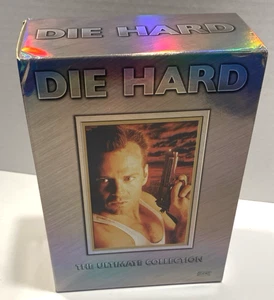 DIE HARD
DIE HARD
THE ULTIMATE COLLECTION